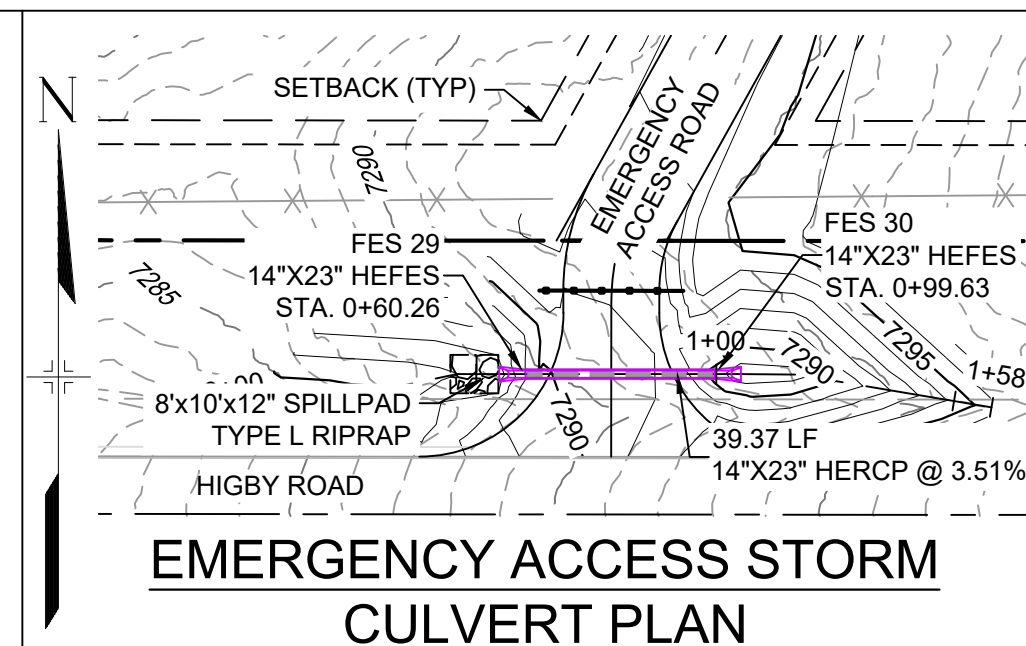 N
SETBACK (TYP)
EMERGENCY
ACCESS ROAD
7290
7285
FES 29
14"X23" HEFES
STA. 0+60.26
FES 30
14"X23" HEFES
STA. 0+99.63
1+00
7290
7295
1+58
8'x10'x12" SPILLPAD
TYPE L RIPRAP
7290
39.37 LF
14"X23" HERCP @ 3.51%
HIGBY ROAD
EMERGENCY ACCESS STORM
CULVERT PLAN